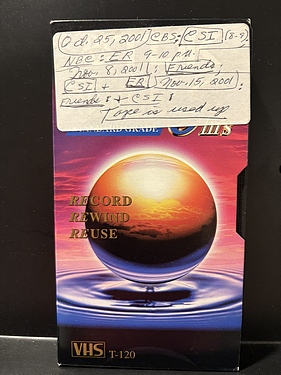 Oct. 25, 2001 CBS: CSI (8-9)
NBC: ER 9-10 p.m.
Nov. 8, 2001: Friends,
CSI + ER Nov. 15, 2001:
Friends: + CSI:
Tape is used up
STANDARD GRADE III's
RECORD
REWIND
REUSE
VHS T-120